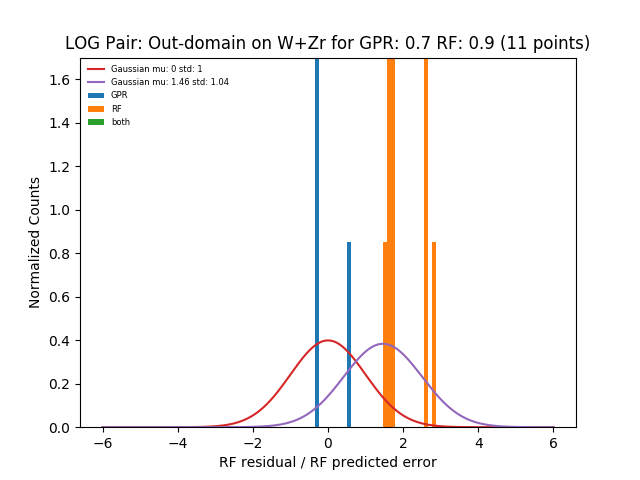 LOG Pair: Out-domain on W+Zr for GPR: 0.7 RF: 0.9 (11 points)
Gaussian mu: 0 std: 1
Gaussian mu: 1.46 std: 1.04
GPR
RF
both
1.6
1.4
1.2
1.0
0.8
0.6
0.4
0.2
0.0
Normalized Counts
−6 −4 −2 0 2 4 6
RF residual / RF predicted error